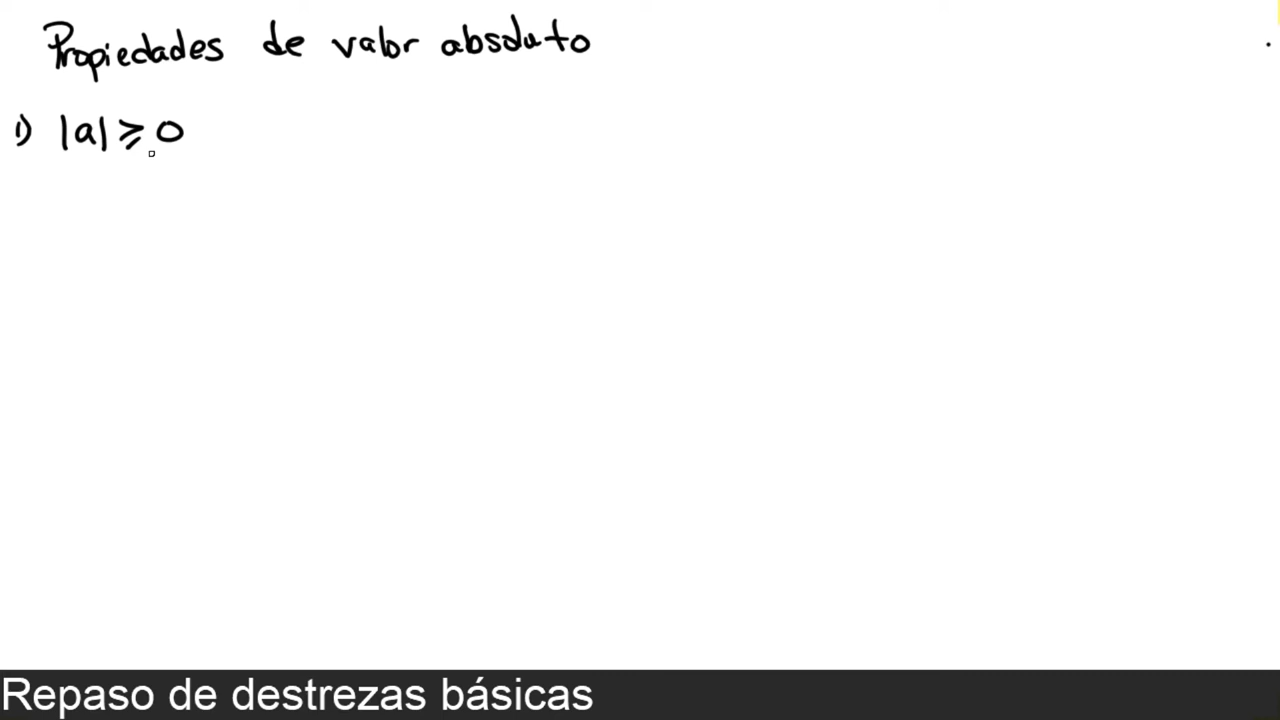 Propiedades de valor absoluto
1) |a| ≥ 0
Repaso de destrezas básicas